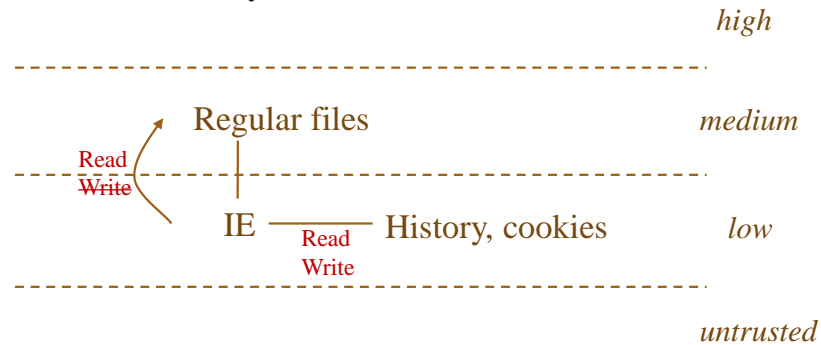 high
Regular files
medium
Read
Write
IE
History, cookies
low
Read
Write
untrusted